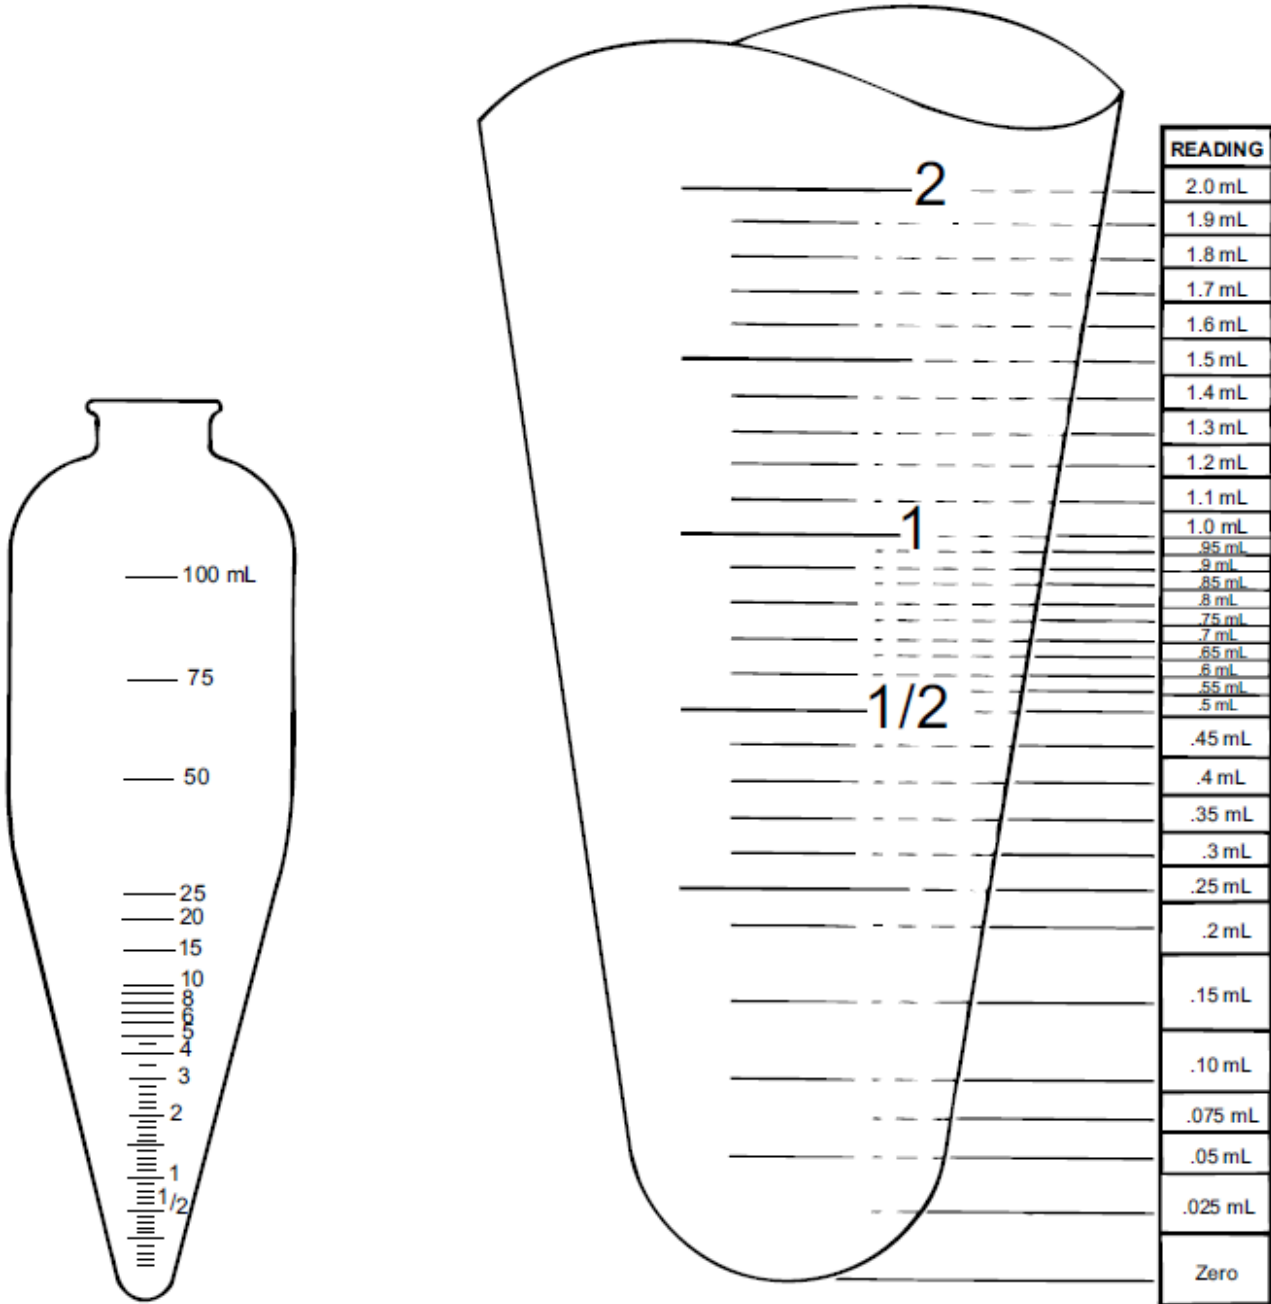 100 mL
75
50
25
20
15
10
8
6
5
4
3
2
1
1/2
2
1
1/2
READING
2.0 mL
1.9 mL
1.8 mL
1.7 mL
1.6 mL
1.5 mL
1.4 mL
1.3 mL
1.2 mL
1.1 mL
1.0 mL
.95 mL
.9 mL
.85 mL
.8 mL
.75 mL
.7 mL
.65 mL
.6 mL
.55 mL
.5 mL
.45 mL
.4 mL
.35 mL
.3 mL
.25 mL
.2 mL
.15 mL
.10 mL
.075 mL
.05 mL
.025 mL
Zero